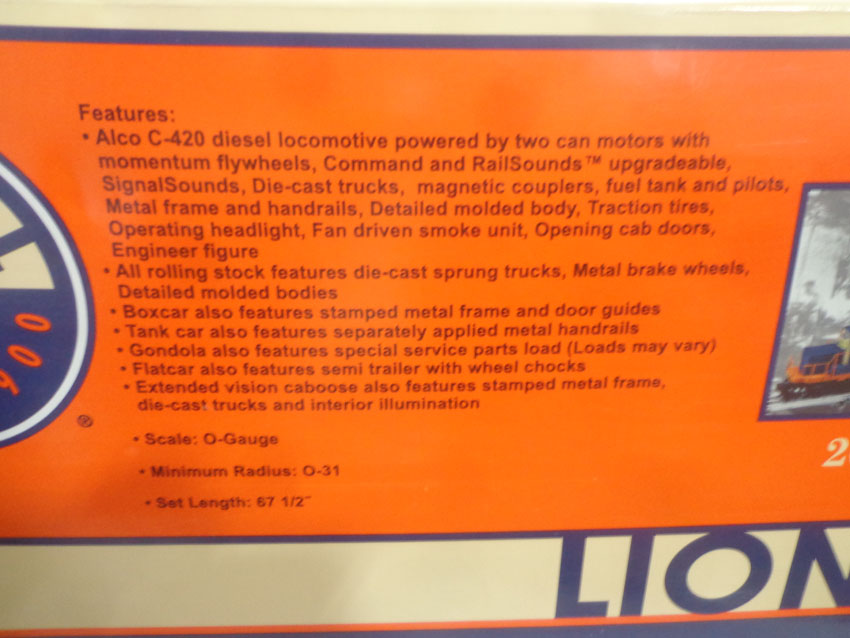 Features:
• Alco C-420 diesel locomotive powered by two can motors with
momentum flywheels, Command and RailSounds™ upgradeable,
SignalSounds, Die-cast trucks, magnetic couplers, fuel tank and pilots,
Metal frame and handrails, Detailed molded body, Traction tires,
Operating headlight, Fan driven smoke unit, Opening cab doors,
Engineer figure
• All rolling stock features die-cast sprung trucks, Metal brake wheels,
Detailed molded bodies
• Boxcar also features stamped metal frame and door guides
• Tank car also features separately applied metal handrails
• Gondola also features special service parts load (Loads may vary)
• Flatcar also features semi trailer with wheel chocks
• Extended vision caboose also features stamped metal frame,
die-cast trucks and interior illumination
• Scale: O-Gauge
• Minimum Radius: O-31
• Set Length: 67 1/2"
L
900
®
2
LION